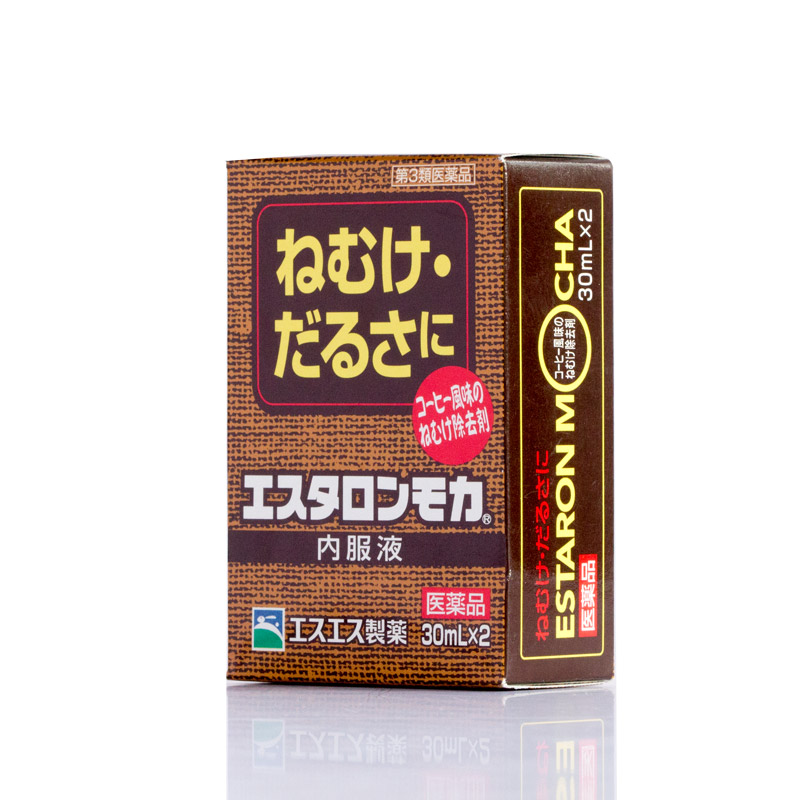 第3類医薬品
ねむけ・
だるさに
コーヒー風味の
ねむけ除去剤
エスタロンモカ®
内服液
医薬品
エスエス製薬
30mL×2
ねむけ・だるさに
医薬品
ESTARON MOCHA
コーヒー風味の
ねむけ除去剤
30mL×2